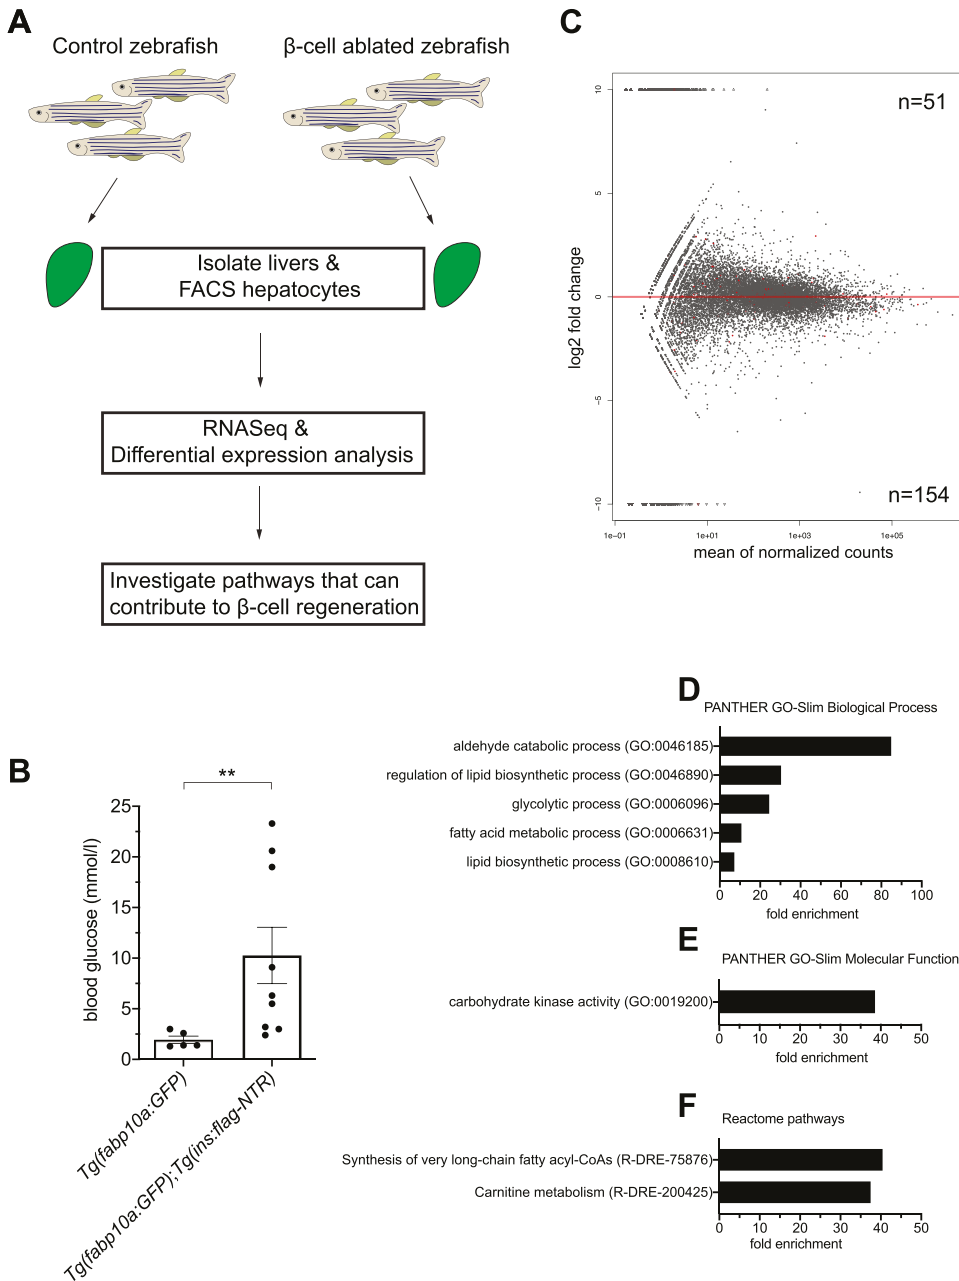 A
Control zebrafish
β-cell ablated zebrafish
Isolate livers &
FACS hepatocytes
RNASeq &
Differential expression analysis
Investigate pathways that can
contribute to β-cell regeneration
B
**
blood glucose (mmol/l)
25
20
15
10
5
0
Tg(fabp10a:GFP)
Tg(fabp10a:GFP);Tg(ins:flag-NTR)
C
n=51
n=154
log2 fold change
10
5
0
−5
−10
1e−01
1e+01
1e+03
1e+05
mean of normalized counts
D
PANTHER GO-Slim Biological Process
aldehyde catabolic process (GO:0046185)
regulation of lipid biosynthetic process (GO:0046890)
glycolytic process (GO:0006096)
fatty acid metabolic process (GO:0006631)
lipid biosynthetic process (GO:0008610)
0 20 40 60 80 100
fold enrichment
E
PANTHER GO-Slim Molecular Function
carbohydrate kinase activity (GO:0019200)
0 10 20 30 40 50
fold enrichment
F
Reactome pathways
Synthesis of very long-chain fatty acyl-CoAs (R-DRE-75876)
Carnitine metabolism (R-DRE-200425)
0 10 20 30 40 50
fold enrichment